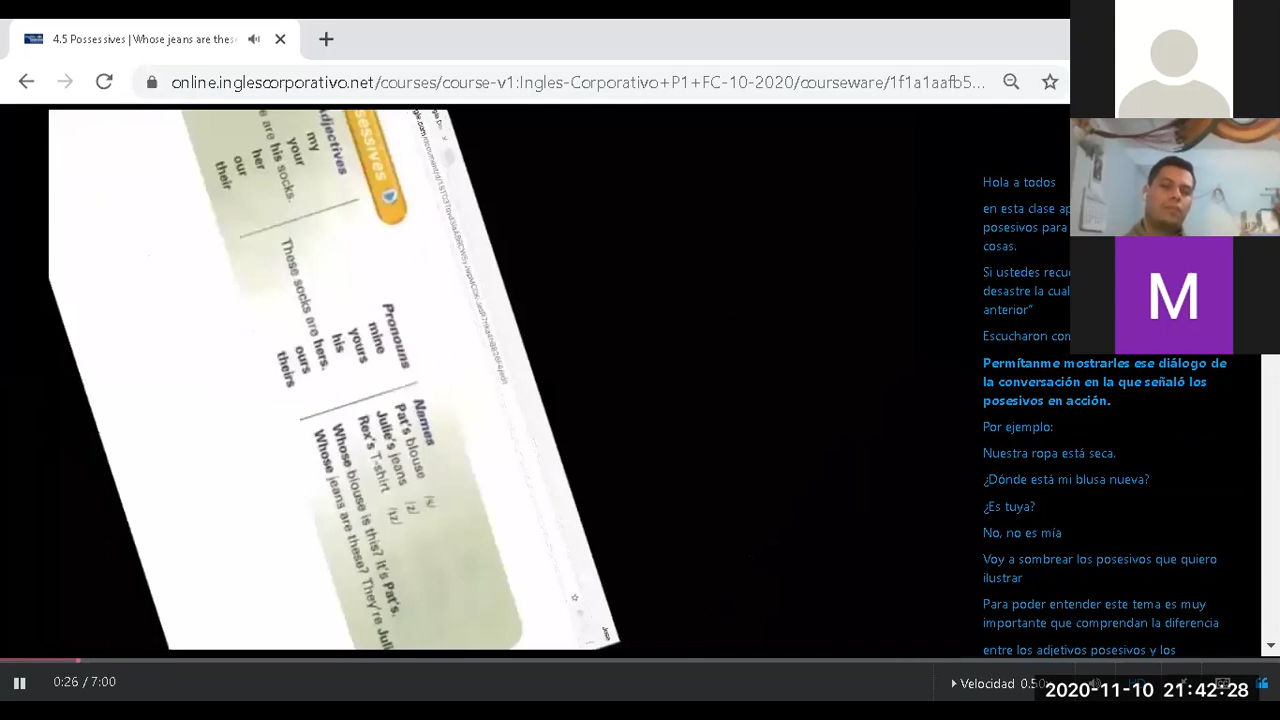 4.5 Possessives | Whose jeans are thes
online.inglescorporativo.net/courses/course-v1:Ingles-Corporativo+P1+FC-10-2020/courseware/1f1a1aafb5...
essives
Adjectives
my
your
are his socks.
her
our
their
Pronouns
mine
yours
his
These socks are hers.
ours
theirs
Names
Pat's blouse /s/
Julie's jeans /z/
Rex's T-shirt /ɪz/
Whose blouse is this? It's Pat's.
Whose jeans are these? They're Juli
Hola a todos
en esta clase ap
posesivos para
cosas.
Si ustedes recu
desastre la cual
anterior"
Escucharon con
Permítanme mostrarles ese diálogo de
la conversación en la que señaló los
posesivos en acción.
Por ejemplo:
Nuestra ropa está seca.
¿Dónde está mi blusa nueva?
¿Es tuya?
No, no es mía
Voy a sombrear los posesivos que quiero
ilustrar
Para poder entender este tema es muy
importante que comprendan la diferencia
entre los adjetivos posesivos y los
M
0:26 / 7:00
Velocidad 0.50x
HD
2020-11-10 21:42:28